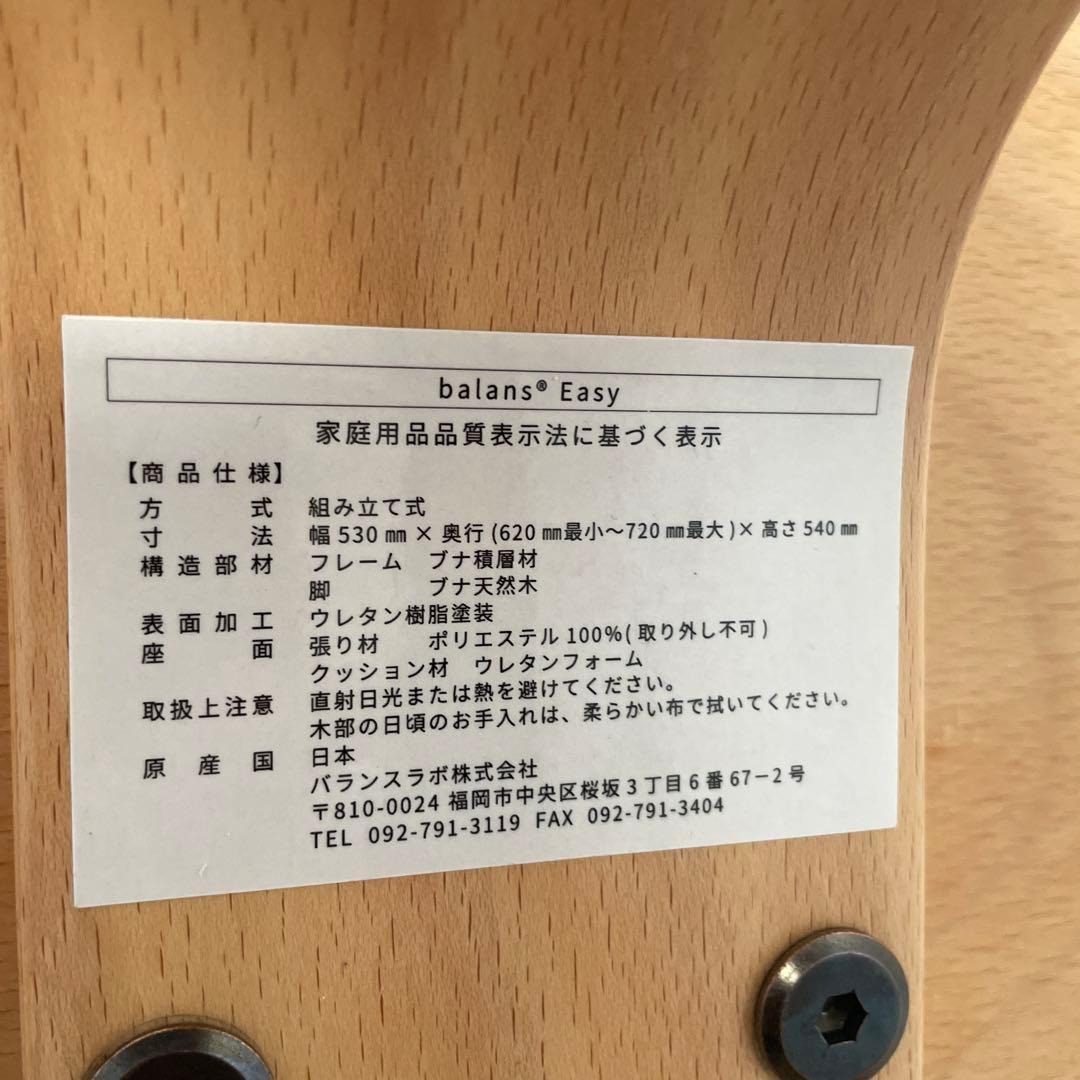 balans® Easy
家庭用品品質表示法に基づく表示
【商品仕様】
方式 組み立て式
寸法 幅 530 ㎜ × 奥行 (620 ㎜最小～720 ㎜最大)× 高さ 540 ㎜
構造部材 フレーム ブナ積層材
脚 ブナ天然木
表面加工 ウレタン樹脂塗装
座面 張り材 ポリエステル 100%( 取り外し不可 )
クッション材 ウレタンフォーム
取扱上注意 直射日光または熱を避けてください。
木部の日頃のお手入れは、柔らかい布で拭いてください。
原産国 日本
バランスラボ株式会社
〒810-0024 福岡市中央区桜坂 3 丁目 6 番 67－2 号
TEL 092-791-3119 FAX 092-791-3404